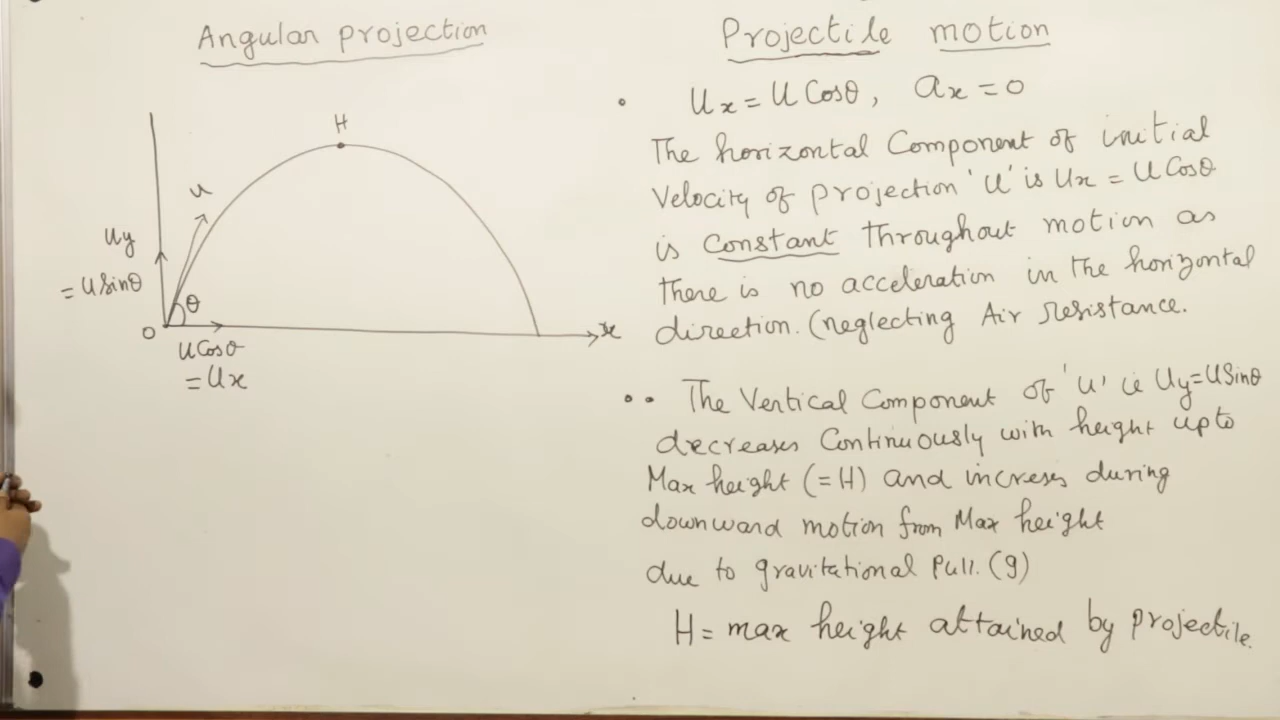 Angular projection
H
u
uy
= uSinθ
θ
O
x
uCosθ
= ux
Projectile motion
• ux = u Cosθ, ax = 0
The horizontal Component of initial
Velocity of projection 'u' is ux = u Cosθ
is Constant throughout motion as
there is no acceleration in the horizontal
direction. (neglecting Air resistance.
• • The Vertical Component of 'u' ie uy=uSinθ
decreases Continuously with height upto
Max height (=H) and increses during
downward motion from Max height
due to gravitational pull. (g)
H = max height attained by projectile.